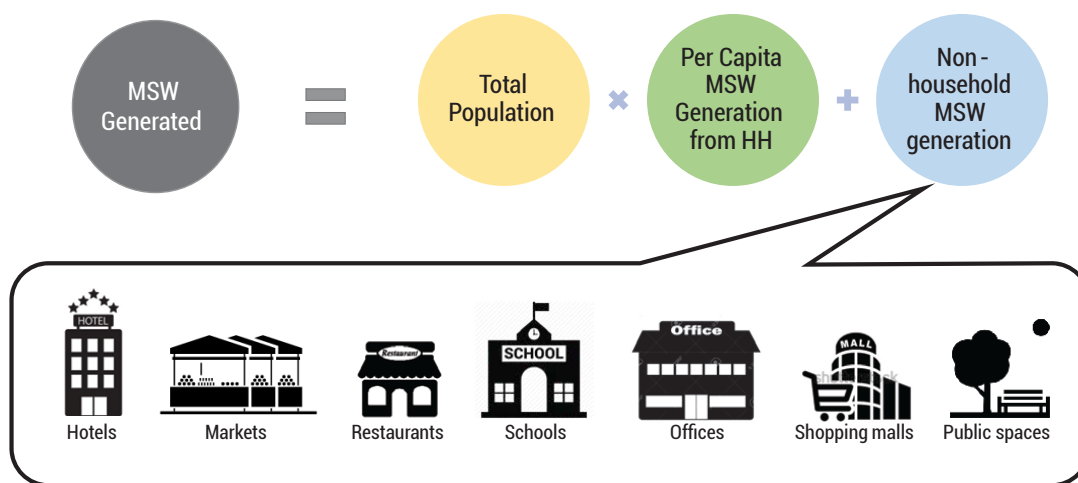 MSW
Generated
Total
Population
Per Capita
MSW
Generation
from HH
Non -
household
MSW
generation
HOTEL
Restaurant
SCHOOL
Office
MALL
Hotels
Markets
Restaurants
Schools
Offices
Shopping malls
Public spaces